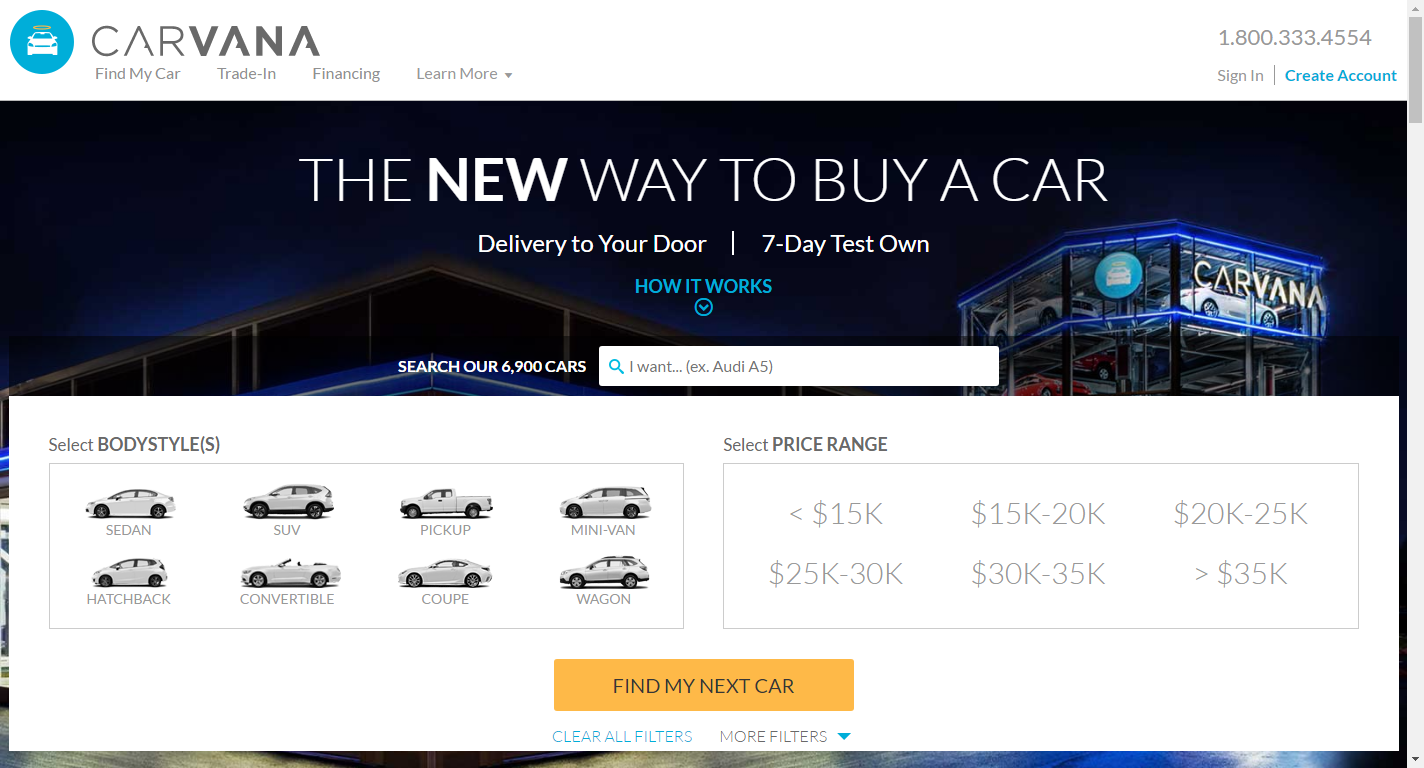 CARVANA
1.800.333.4554
Find My Car Trade-In Financing Learn More
Sign In Create Account
THE NEW WAY TO BUY A CAR
Delivery to Your Door | 7-Day Test Own
HOW IT WORKS
CARVANA
SEARCH OUR 6,900 CARS I want... (ex. Audi A5)
Select BODYSTYLE(S)
SEDAN SUV PICKUP MINI-VAN
HATCHBACK CONVERTIBLE COUPE WAGON
Select PRICE RANGE
< $15K $15K-20K $20K-25K
$25K-30K $30K-35K > $35K
FIND MY NEXT CAR
CLEAR ALL FILTERS MORE FILTERS